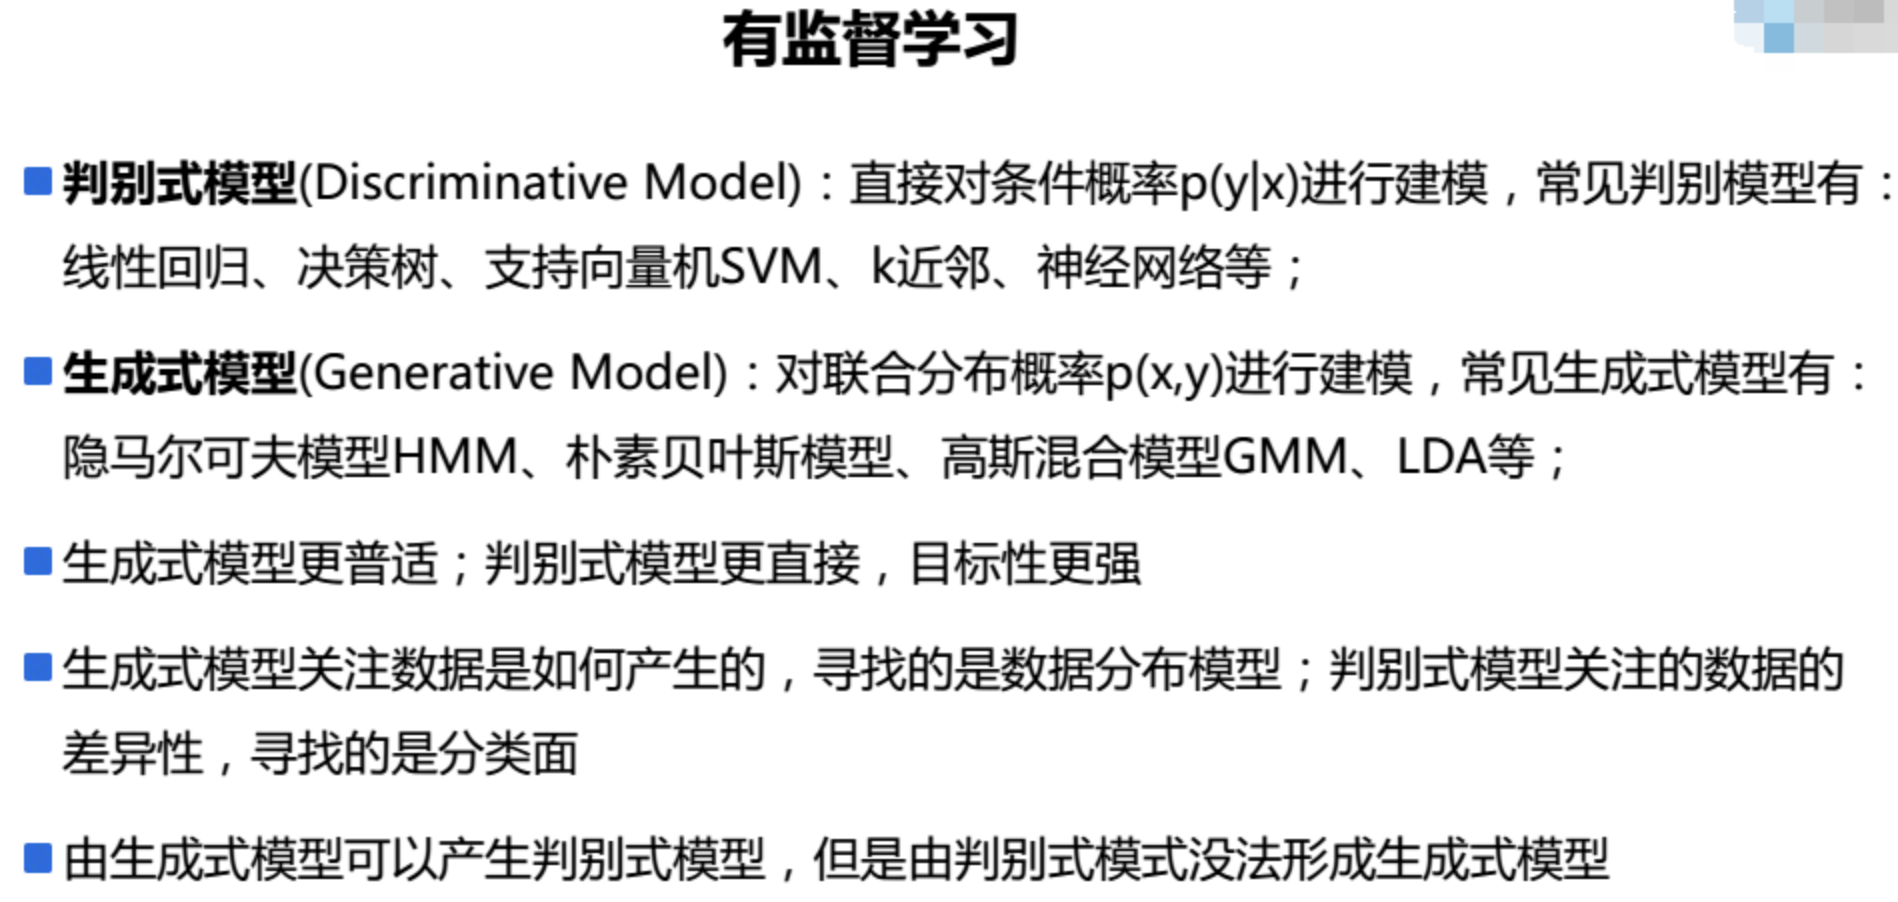 有监督学习
判别式模型(Discriminative Model)：直接对条件概率p(y|x)进行建模，常见判别模型有：
线性回归、决策树、支持向量机SVM、k近邻、神经网络等；
生成式模型(Generative Model)：对联合分布概率p(x,y)进行建模，常见生成式模型有：
隐马尔可夫模型HMM、朴素贝叶斯模型、高斯混合模型GMM、LDA等；
生成式模型更普适；判别式模型更直接，目标性更强
生成式模型关注数据是如何产生的，寻找的是数据分布模型；判别式模型关注的数据的
差异性，寻找的是分类面
由生成式模型可以产生判别式模型，但是由判别式模式没法形成生成式模型